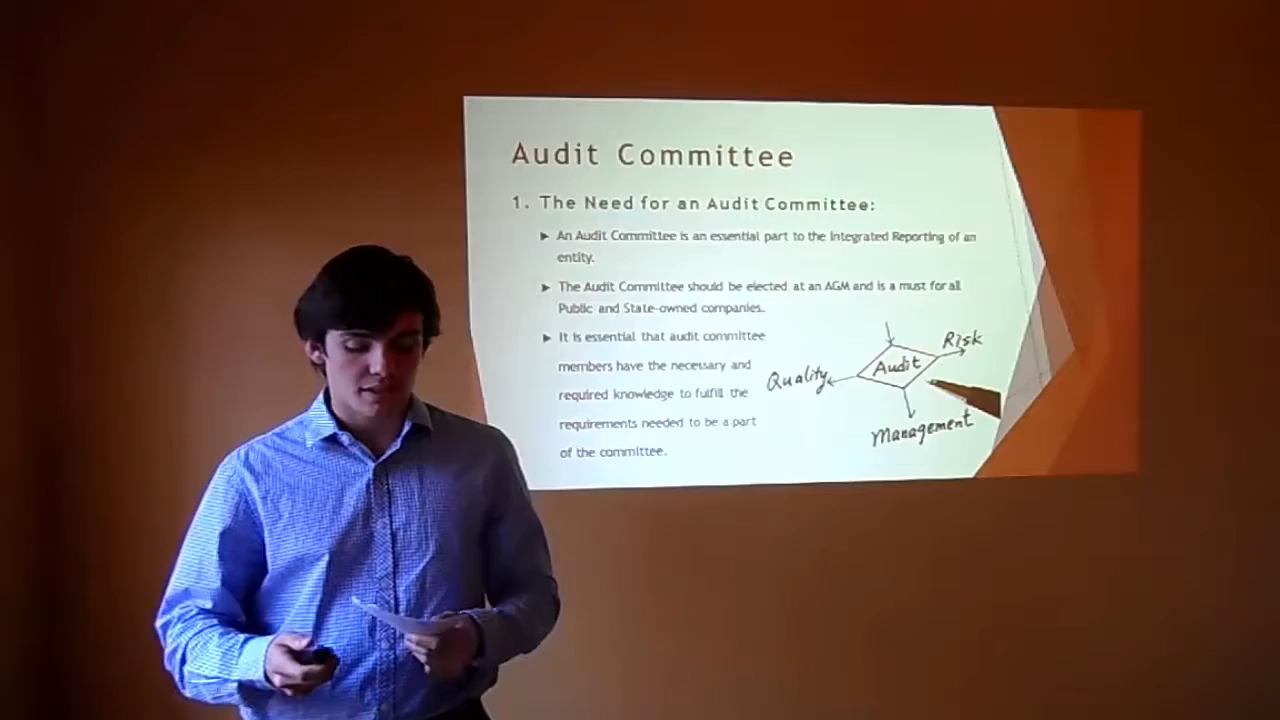 Audit Committee
1. The Need for an Audit Committee:
An Audit Committee is an essential part to the Integrated Reporting of an
entity.
The Audit Committee should be elected at an AGM and is a must for all
Public and State-owned companies.
It is essential that audit committee
members have the necessary and
required knowledge to fulfill the
requirements needed to be a part
of the committee.
Risk
Audit
Quality
Management